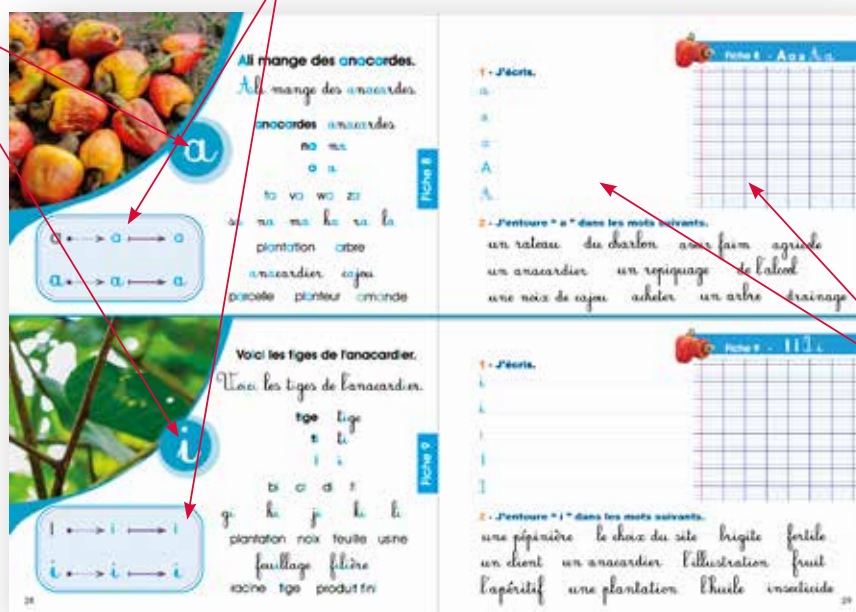 Ali mange des anacardes.
Ali mange des anacardes
anacardes anacardes
na na
a a
ta va wa za
sa na ma ha ra la
plantation arbre
anacardier cajou
parcelle planteur amande
a
a a a
a a a
Fiche 8
Fiche 8 - A a a A a
1 - J'écris.
a
a
a
A
A
2 - J'entoure " a " dans les mots suivants.
un rateau du charbon avoir faim agricole
un anacardier un repiquage de l'alcool
une noix de cajou acheter un arbre drainage
Voici les tiges de l'anacardier.
Voici les tiges de l'anacardier.
tige tige
ti ti
i i
bi ci di fi
gi hi ji ki li
plantation noix feuille usine
feuillage filière
racine tige produit fini
i
I i i
i i i
28
Fiche 9
Fiche 9 -
1 - J'écris.
i
i
i
I
I
2 - J'entoure " i " dans les mots suivants.
une pépinière le choix du site brigite fertile
un client un anacardier l'illustration fruit
l'apéritif une plantation l'huile insecticide
29